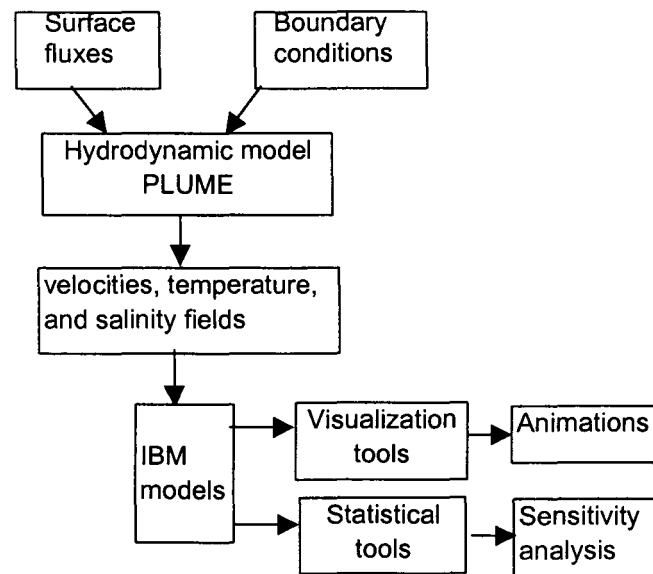 Surface
fluxes
Boundary
conditions
Hydrodynamic model
PLUME
velocities, temperature,
and salinity fields
IBM
models
Visualization
tools
Animations
Statistical
tools
Sensitivity
analysis